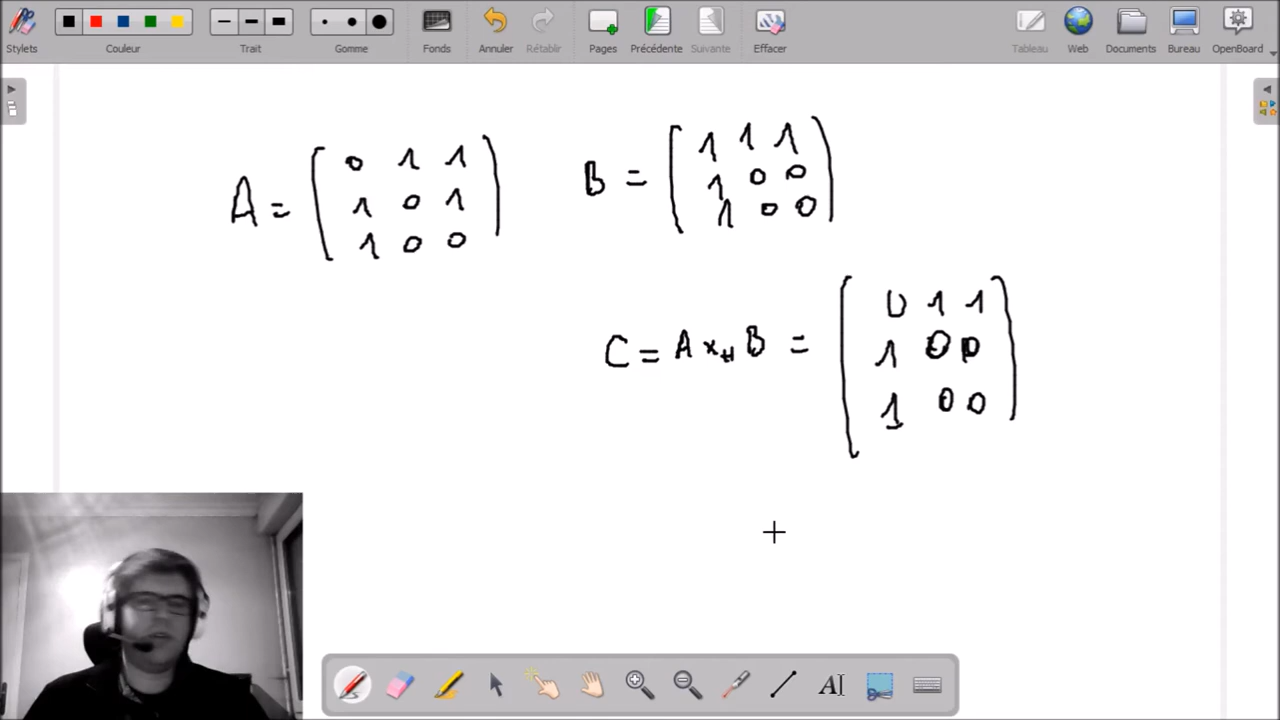 Stylets Couleur Trait Gomme Fonds Annuler Rétablir Pages Précédente Suivante Effacer Tableau Web Documents Bureau OpenBoard
A = ( 0 1 1
1 0 1
1 0 0 )
B = ( 1 1 1
1 0 0
1 0 0 )
C = A ×H B = ( 0 1 1
1 0 0
1 0 0 )
AI